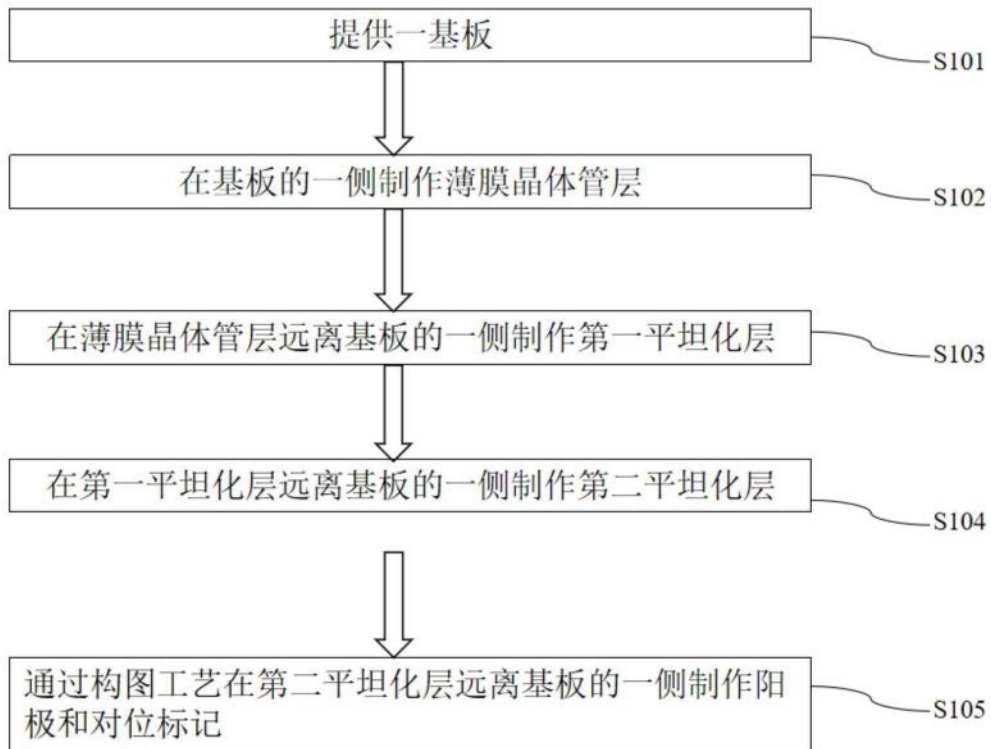 提供一基板
S101
在基板的一侧制作薄膜晶体管层
S102
在薄膜晶体管层远离基板的一侧制作第一平坦化层
S103
在第一平坦化层远离基板的一侧制作第二平坦化层
S104
通过构图工艺在第二平坦化层远离基板的一侧制作阳
极和对位标记
S105